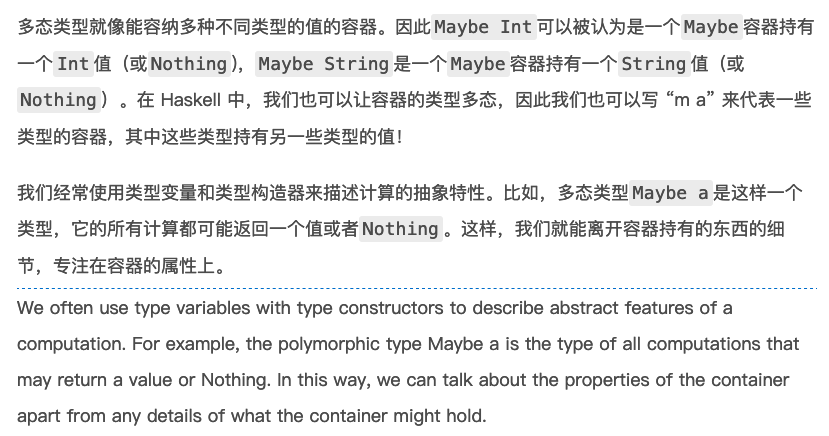 多态类型就像能容纳多种不同类型的值的容器。因此Maybe Int可以被认为是一个Maybe容器持有
一个Int值（或Nothing），Maybe String是一个Maybe容器持有一个String值（或
Nothing）。在 Haskell 中，我们也可以让容器的类型多态，因此我们也可以写 “m a” 来代表一些
类型的容器，其中这些类型持有另一些类型的值！
我们经常使用类型变量和类型构造器来描述计算的抽象特性。比如，多态类型Maybe a是这样一个
类型，它的所有计算都可能返回一个值或者Nothing。这样，我们就能离开容器持有的东西的细
节，专注在容器的属性上。
We often use type variables with type constructors to describe abstract features of a
computation. For example, the polymorphic type Maybe a is the type of all computations that
may return a value or Nothing. In this way, we can talk about the properties of the container
apart from any details of what the container might hold.